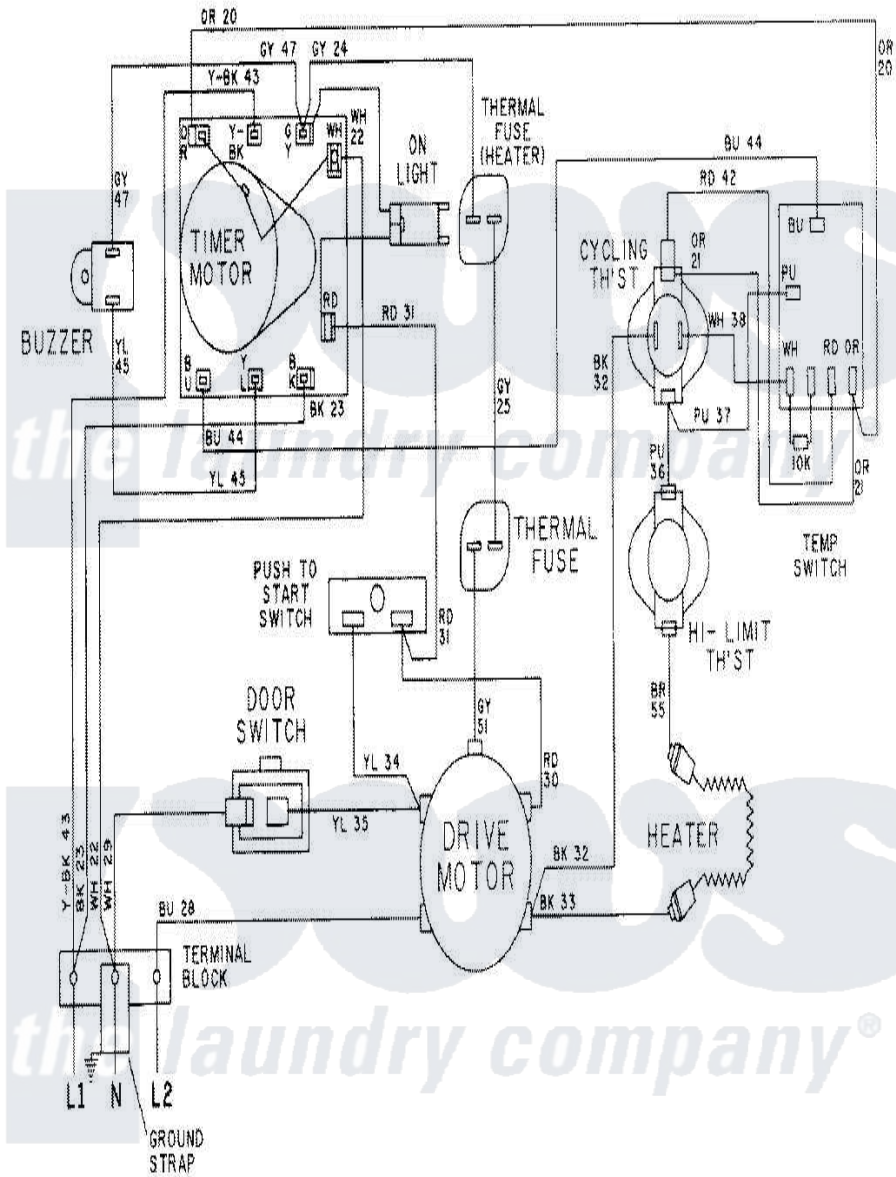 OR 20
GY 47
GY 24
Y-BK 43
OR
20
O
R
Y-
BK
G
Y
WH
WH
22
ON
LIGHT
THERMAL
FUSE
(HEATER)
BU 44
RD 42
GY
47
TIMER
MOTOR
CYCLING
TH'ST
OR
21
BU
PU
BUZZER
RD
RD 31
WH 38
WH
RD OR
YL
45
B
U
Y
L
B
K
BK 23
BK
32
GY
25
PU 37
BU 44
YL 45
PU
36
10K
OR
21
the laundry company
THERMAL
FUSE
TEMP
SWITCH
PUSH TO
START
SWITCH
RD
31
HI-LIMIT
TH'ST
DOOR
SWITCH
GY
51
BR
55
YL 34
RD
30
YL 35
DRIVE
MOTOR
HEATER
BK 32
BK 33
Y-BK 43
BK 23
WH 22
WH 29
BU 28
TERMINAL
BLOCK
the laundry company®
L1 N L2
GROUND
STRAP